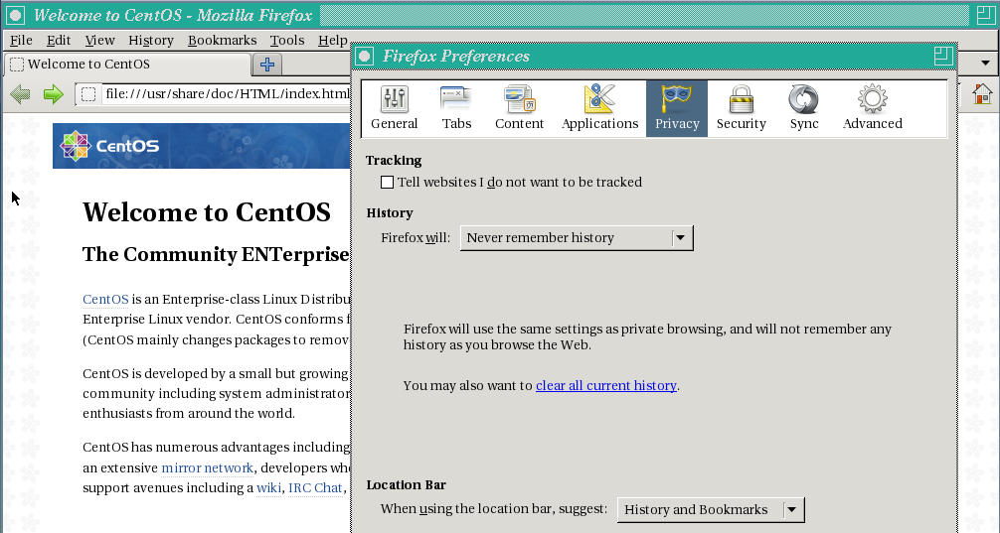 Welcome to CentOS - Mozilla Firefox
File Edit View History Bookmarks Tools Help
Welcome to CentOS
file:///usr/share/doc/HTML/index.html
CentOS
Welcome to CentOS
The Community ENTerprise
CentOS is an Enterprise-class Linux Distribu
Enterprise Linux vendor. CentOS conforms f
(CentOS mainly changes packages to remov
CentOS is developed by a small but growing
community including system administrator
enthusiasts from around the world.
CentOS has numerous advantages including
an extensive mirror network, developers who
support avenues including a wiki, IRC Chat,
Firefox Preferences
General Tabs Content Applications Privacy Security Sync Advanced
Tracking
Tell websites I do not want to be tracked
History
Firefox will: Never remember history
Firefox will use the same settings as private browsing, and will not remember any
history as you browse the Web.
You may also want to clear all current history.
Location Bar
When using the location bar, suggest: History and Bookmarks